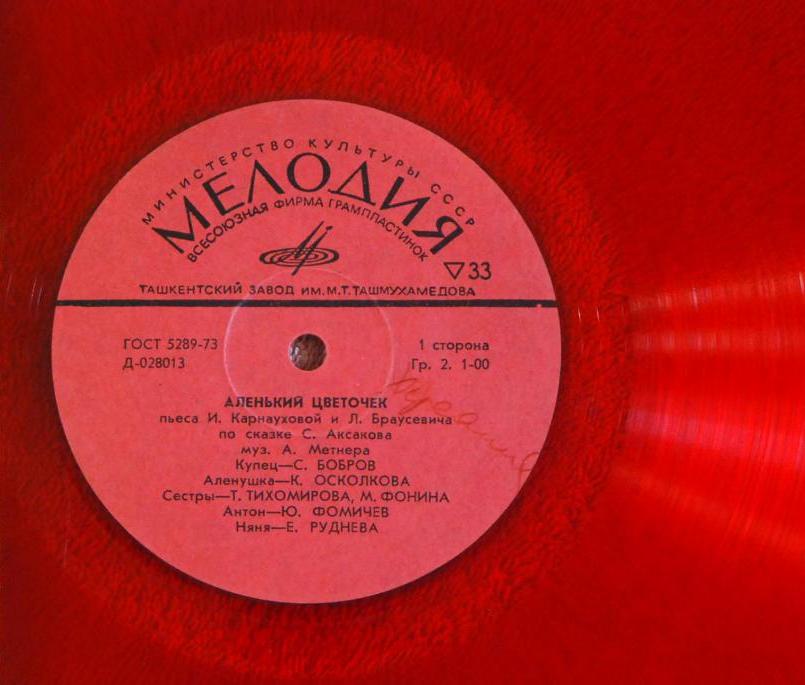 МИНИСТЕРСТВО КУЛЬТУРЫ СССР
МЕЛОДИЯ
ВСЕСОЮЗНАЯ ФИРМА ГРАМПЛАСТИНОК
▽33
ТАШКЕНТСКИЙ ЗАВОД ИМ. М.Т. ТАШМУХАМЕДОВА
ГОСТ 5289-73 1 сторона
Д-028013 Гр. 2. 1-00
АЛЕНЬКИЙ ЦВЕТОЧЕК
пьеса И. Карнауховой и Л. Браусевича
по сказке С. Аксакова
муз. А. Метнера
Купец—С. БОБРОВ
Аленушка—К. ОСКОЛКОВА
Сестры—Т. ТИХОМИРОВА, М. ФОНИНА
Антон—Ю. ФОМИЧЕВ
Няня—Е. РУДНЕВА